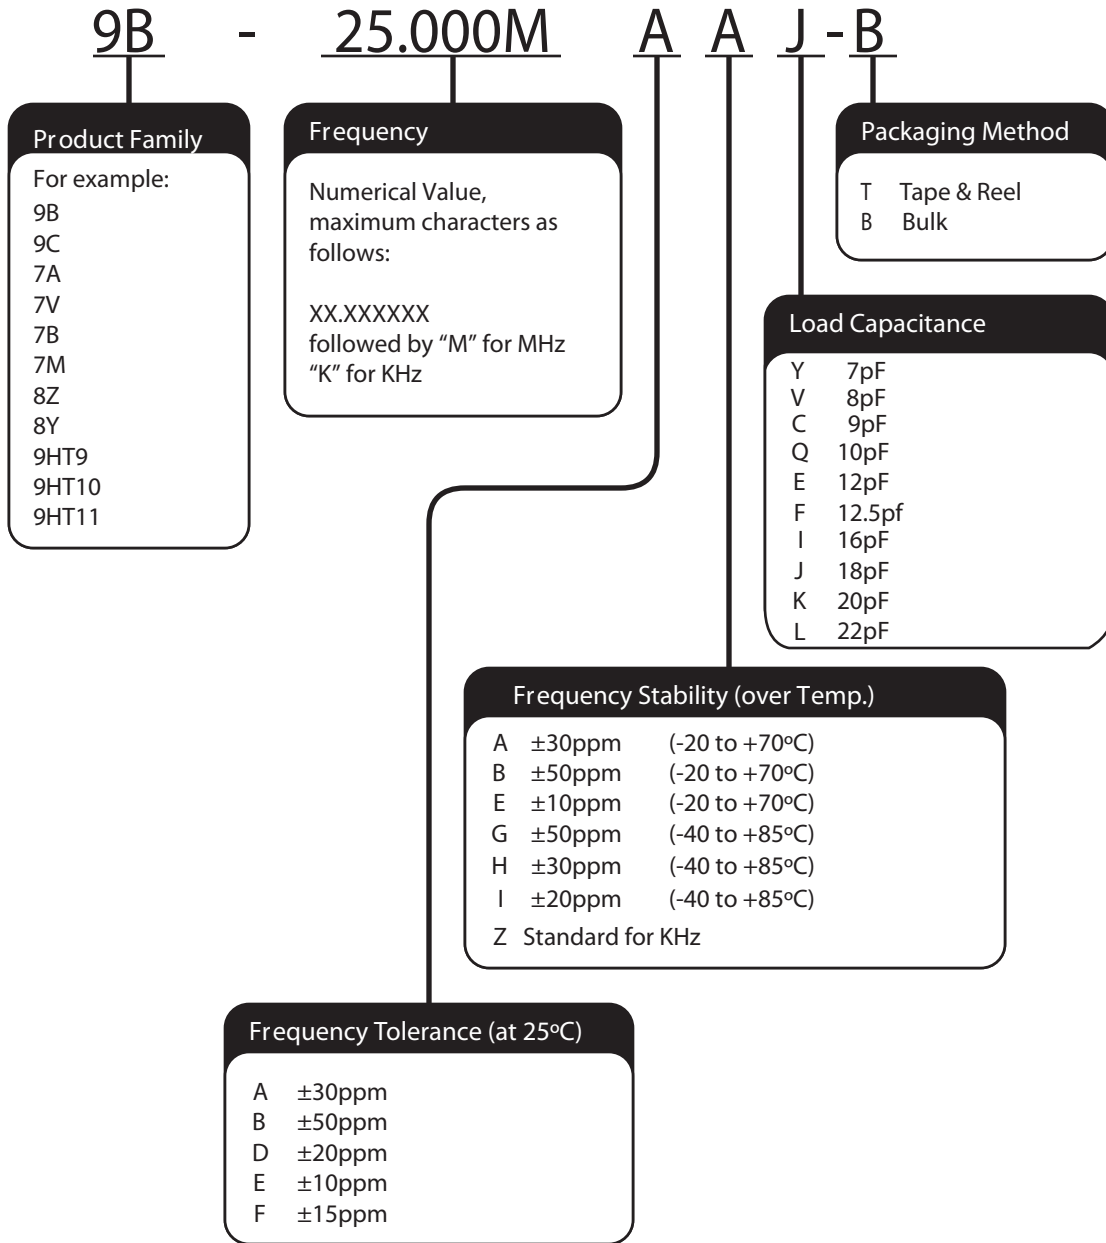 9B - 25.000M A A J - B
Product Family
For example:
9B
9C
7A
7V
7B
7M
8Z
8Y
9HT9
9HT10
9HT11
Frequency
Numerical Value,
maximum characters as
follows:
XX.XXXXXX
followed by “M” for MHz
“K” for KHz
Packaging Method
T Tape & Reel
B Bulk
Load Capacitance
Y 7pF
V 8pF
C 9pF
Q 10pF
E 12pF
F 12.5pf
I 16pF
J 18pF
K 20pF
L 22pF
Frequency Stability (over Temp.)
A ±30ppm (-20 to +70ºC)
B ±50ppm (-20 to +70ºC)
E ±10ppm (-20 to +70ºC)
G ±50ppm (-40 to +85ºC)
H ±30ppm (-40 to +85ºC)
I ±20ppm (-40 to +85ºC)
Z Standard for KHz
Frequency Tolerance (at 25ºC)
A ±30ppm
B ±50ppm
D ±20ppm
E ±10ppm
F ±15ppm